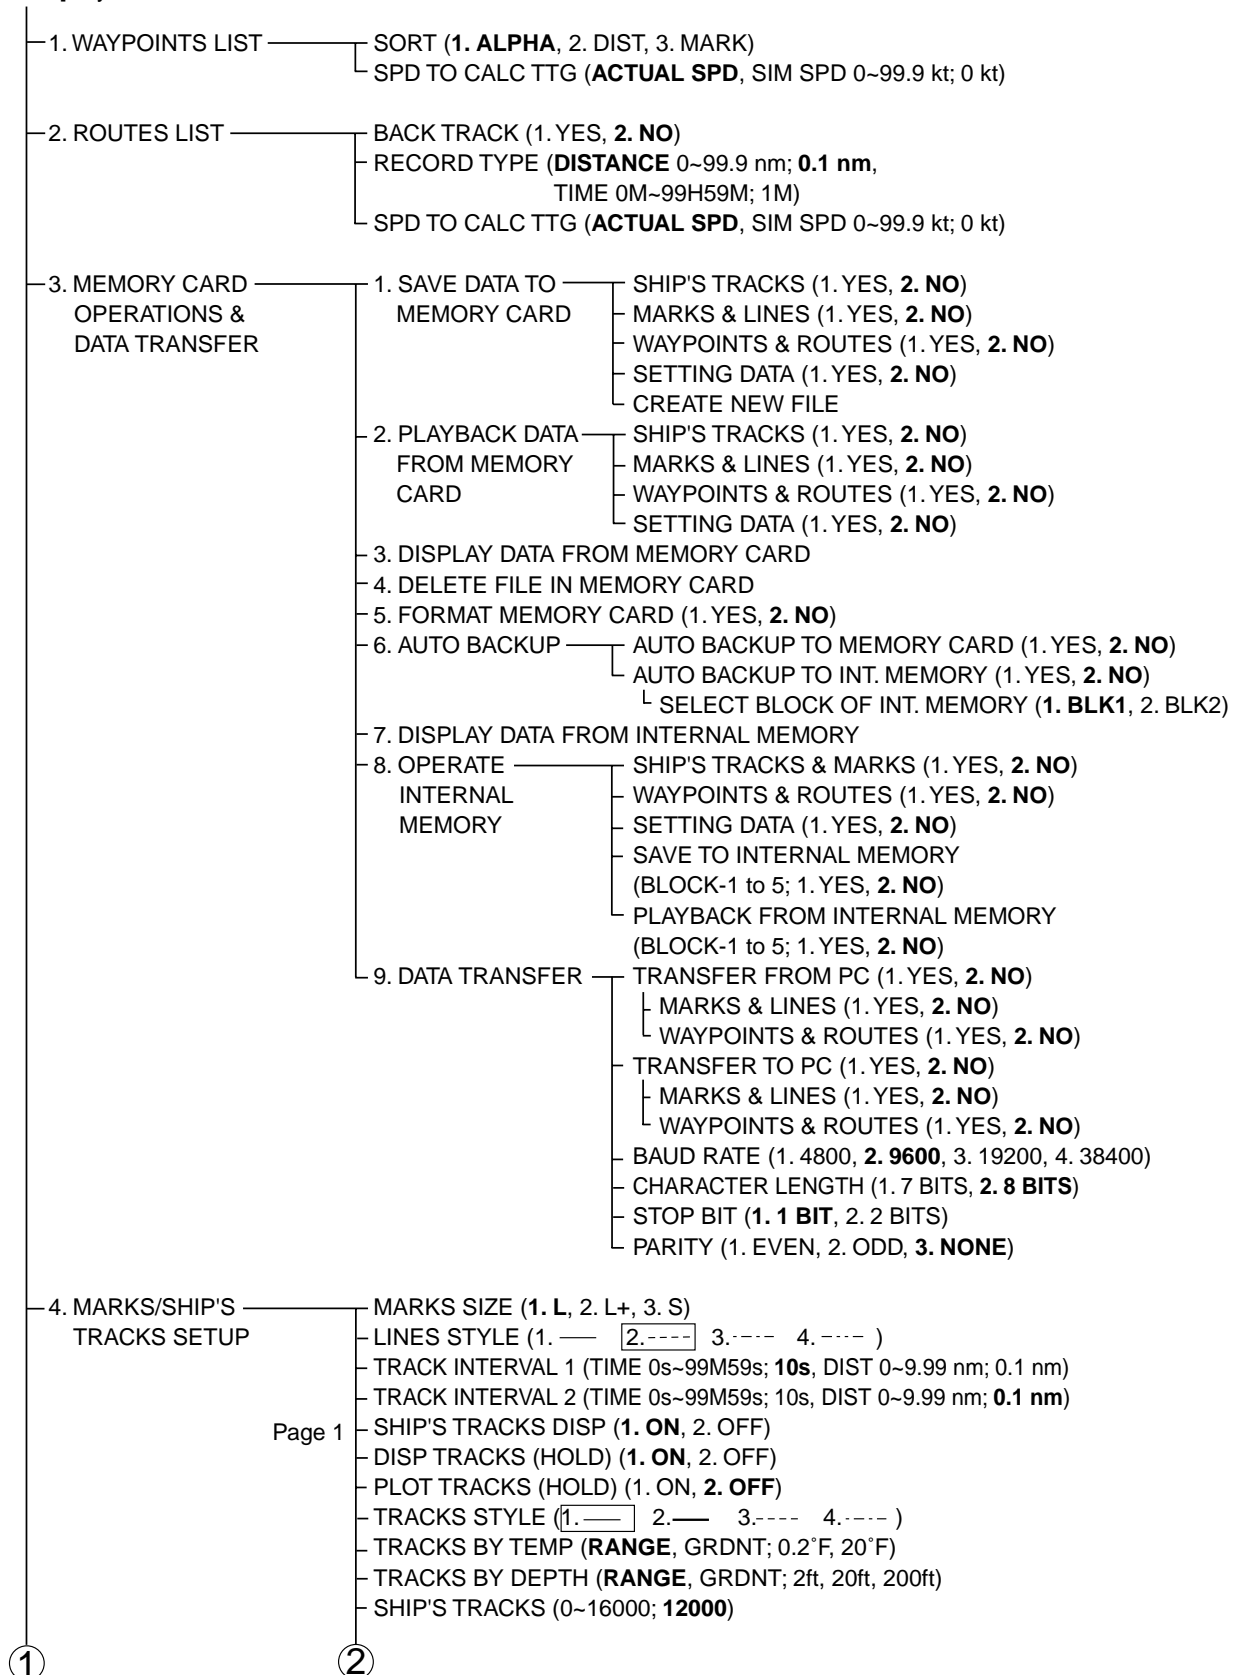 1. WAYPOINTS LIST
SORT (1. ALPHA, 2. DIST, 3. MARK)
SPD TO CALC TTG (ACTUAL SPD, SIM SPD 0~99.9 kt; 0 kt)
2. ROUTES LIST
BACK TRACK (1. YES, 2. NO)
RECORD TYPE (DISTANCE 0~99.9 nm; 0.1 nm,
TIME 0M~99H59M; 1M)
SPD TO CALC TTG (ACTUAL SPD, SIM SPD 0~99.9 kt; 0 kt)
3. MEMORY CARD
OPERATIONS &
DATA TRANSFER
1. SAVE DATA TO
MEMORY CARD
SHIP'S TRACKS (1. YES, 2. NO)
MARKS & LINES (1. YES, 2. NO)
WAYPOINTS & ROUTES (1. YES, 2. NO)
SETTING DATA (1. YES, 2. NO)
CREATE NEW FILE
2. PLAYBACK DATA
FROM MEMORY
CARD
SHIP'S TRACKS (1. YES, 2. NO)
MARKS & LINES (1. YES, 2. NO)
WAYPOINTS & ROUTES (1. YES, 2. NO)
SETTING DATA (1. YES, 2. NO)
3. DISPLAY DATA FROM MEMORY CARD
4. DELETE FILE IN MEMORY CARD
5. FORMAT MEMORY CARD (1. YES, 2. NO)
6. AUTO BACKUP
AUTO BACKUP TO MEMORY CARD (1. YES, 2. NO)
AUTO BACKUP TO INT. MEMORY (1. YES, 2. NO)
SELECT BLOCK OF INT. MEMORY (1. BLK1, 2. BLK2)
7. DISPLAY DATA FROM INTERNAL MEMORY
8. OPERATE
INTERNAL
MEMORY
SHIP'S TRACKS & MARKS (1. YES, 2. NO)
WAYPOINTS & ROUTES (1. YES, 2. NO)
SETTING DATA (1. YES, 2. NO)
SAVE TO INTERNAL MEMORY
(BLOCK-1 to 5; 1. YES, 2. NO)
PLAYBACK FROM INTERNAL MEMORY
(BLOCK-1 to 5; 1. YES, 2. NO)
9. DATA TRANSFER
TRANSFER FROM PC (1. YES, 2. NO)
MARKS & LINES (1. YES, 2. NO)
WAYPOINTS & ROUTES (1. YES, 2. NO)
TRANSFER TO PC (1. YES, 2. NO)
MARKS & LINES (1. YES, 2. NO)
WAYPOINTS & ROUTES (1. YES, 2. NO)
BAUD RATE (1. 4800, 2. 9600, 3. 19200, 4. 38400)
CHARACTER LENGTH (1. 7 BITS, 2. 8 BITS)
STOP BIT (1. 1 BIT, 2. 2 BITS)
PARITY (1. EVEN, 2. ODD, 3. NONE)
4. MARKS/SHIP'S
TRACKS SETUP
Page 1
MARKS SIZE (1. L, 2. L+, 3. S)
LINES STYLE (1. —— 2. ---- 3. -·-·- 4. -···- )
TRACK INTERVAL 1 (TIME 0s~99M59s; 10s, DIST 0~9.99 nm; 0.1 nm)
TRACK INTERVAL 2 (TIME 0s~99M59s; 10s, DIST 0~9.99 nm; 0.1 nm)
SHIP'S TRACKS DISP (1. ON, 2. OFF)
DISP TRACKS (HOLD) (1. ON, 2. OFF)
PLOT TRACKS (HOLD) (1. ON, 2. OFF)
TRACKS STYLE (1. —— 2. —— 3. ---- 4. -·-·- )
TRACKS BY TEMP (RANGE, GRDNT; 0.2˚F, 20˚F)
TRACKS BY DEPTH (RANGE, GRDNT; 2ft, 20ft, 200ft)
SHIP'S TRACKS (0~16000; 12000)
1
2